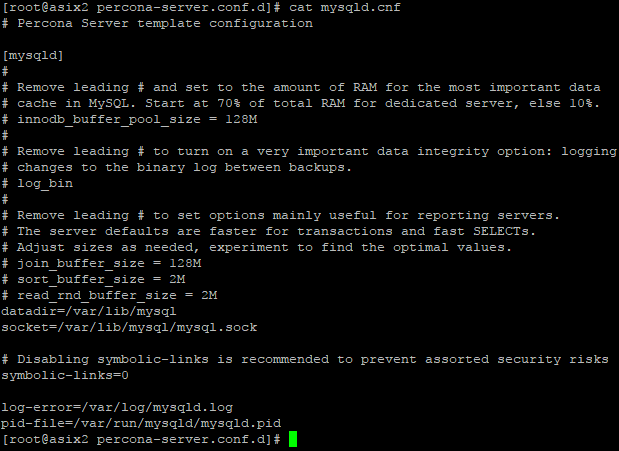 [root@asix2 percona-server.conf.d]# cat mysqld.cnf
# Percona Server template configuration
[mysqld]
#
# Remove leading # and set to the amount of RAM for the most important data
# cache in MySQL. Start at 70% of total RAM for dedicated server, else 10%.
# innodb_buffer_pool_size = 128M
#
# Remove leading # to turn on a very important data integrity option: logging
# changes to the binary log between backups.
# log_bin
#
# Remove leading # to set options mainly useful for reporting servers.
# The server defaults are faster for transactions and fast SELECTs.
# Adjust sizes as needed, experiment to find the optimal values.
# join_buffer_size = 128M
# sort_buffer_size = 2M
# read_rnd_buffer_size = 2M
datadir=/var/lib/mysql
socket=/var/lib/mysql/mysql.sock
# Disabling symbolic-links is recommended to prevent assorted security risks
symbolic-links=0
log-error=/var/log/mysqld.log
pid-file=/var/run/mysqld/mysqld.pid
[root@asix2 percona-server.conf.d]#